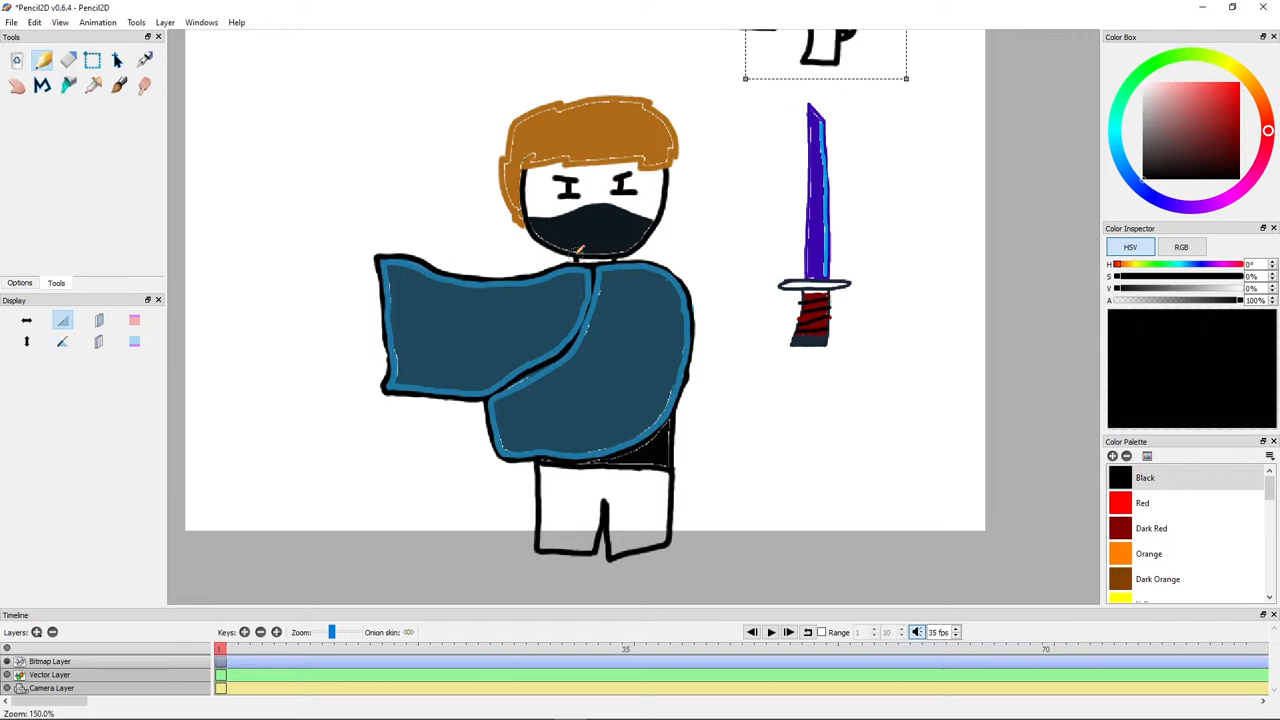 *Pencil2D v0.6.4 - Pencil2D
File Edit View Animation Tools Layer Windows Help
Tools
Options Tools
Display
Color Box
Color Inspector
HSV RGB
H 0°
S 0%
V 0%
A 100%
Color Palette
Black
Red
Dark Red
Orange
Dark Orange
Timeline
Layers: Keys: Zoom: Onion skin: Range 1 10 35 fps
1 35 70
Bitmap Layer
Vector Layer
Camera Layer
Zoom: 150.0%